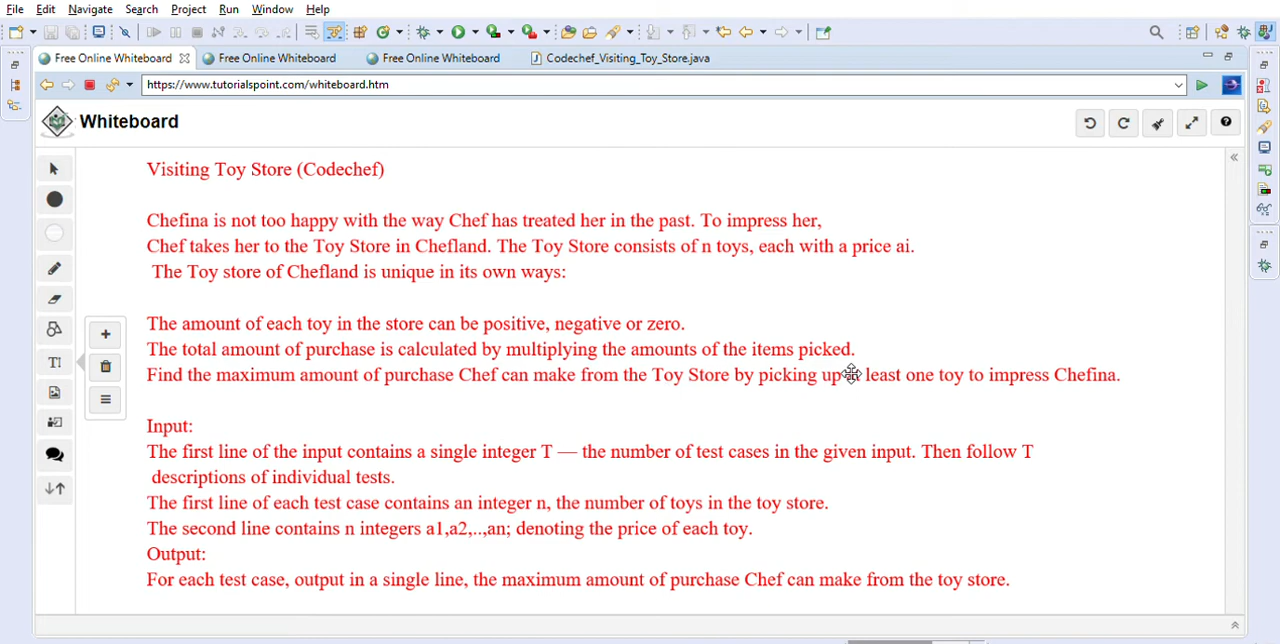 File Edit Navigate Search Project Run Window Help
Free Online Whiteboard Free Online Whiteboard Free Online Whiteboard Codechef_Visiting_Toy_Store.java
https://www.tutorialspoint.com/whiteboard.htm
Whiteboard
Visiting Toy Store (Codechef)
Chefina is not too happy with the way Chef has treated her in the past. To impress her,
Chef takes her to the Toy Store in Chefland. The Toy Store consists of n toys, each with a price ai.
The Toy store of Chefland is unique in its own ways:
The amount of each toy in the store can be positive, negative or zero.
The total amount of purchase is calculated by multiplying the amounts of the items picked.
Find the maximum amount of purchase Chef can make from the Toy Store by picking up least one toy to impress Chefina.
Input:
The first line of the input contains a single integer T — the number of test cases in the given input. Then follow T
descriptions of individual tests.
The first line of each test case contains an integer n, the number of toys in the toy store.
The second line contains n integers a1,a2,..,an; denoting the price of each toy.
Output:
For each test case, output in a single line, the maximum amount of purchase Chef can make from the toy store.